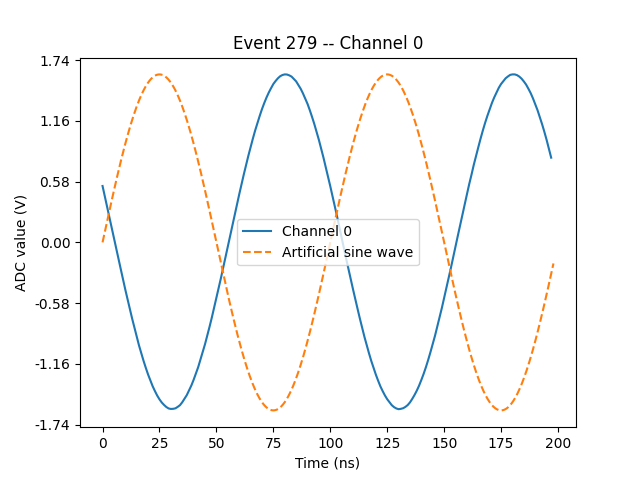 Event 279 -- Channel 0
1.74
1.16
0.58
0.00
-0.58
-1.16
-1.74
ADC value (V)
Channel 0
Artificial sine wave
0 25 50 75 100 125 150 175 200
Time (ns)